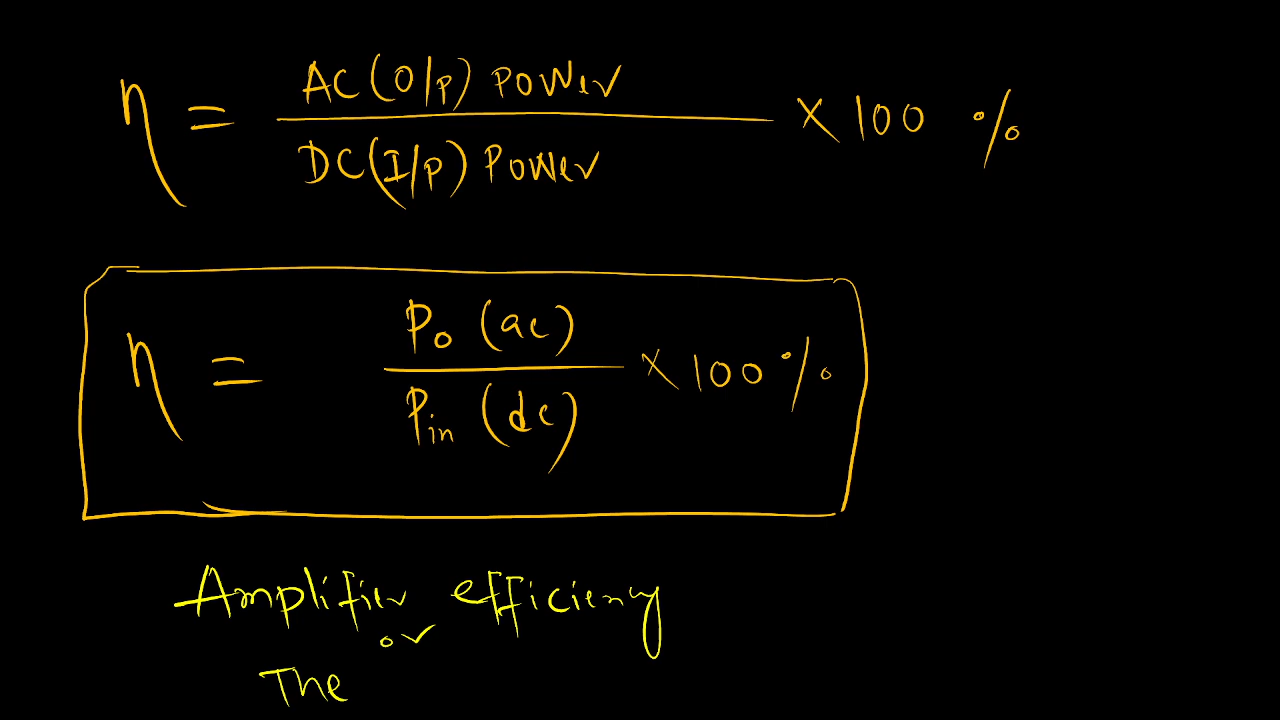 η = AC(O/P) Power / DC(I/P) Power × 100 %
η = Po (ac) / Pin (dc) × 100 %
Amplifier efficiency
or
The